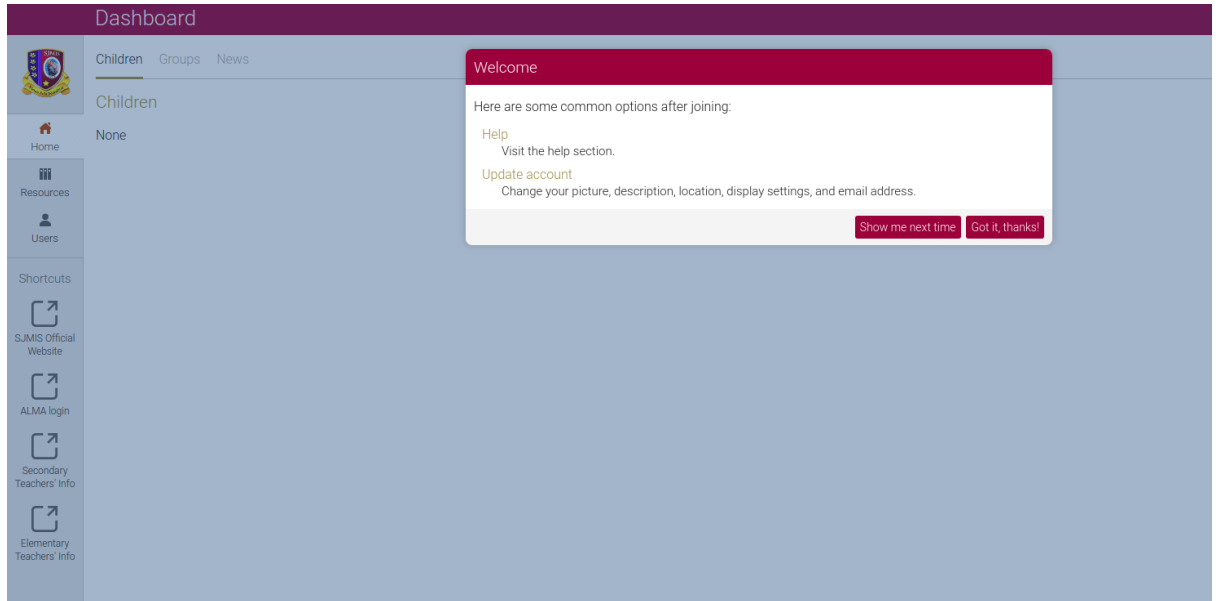 Dashboard
Children Groups News
Children
None
Home
Resources
Users
Shortcuts
SJMIS Official
Website
ALMA login
Secondary
Teachers' Info
Elementary
Teachers' Info
Welcome
Here are some common options after joining:
Help
Visit the help section.
Update account
Change your picture, description, location, display settings, and email address.
Show me next time Got it, thanks!